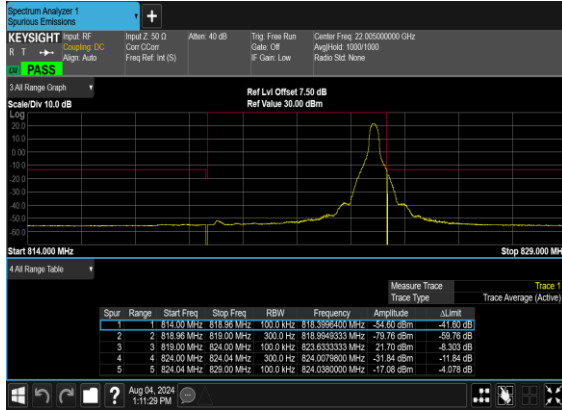 Spectrum Analyzer 1
Spurious Emissions
KEYSIGHT Input: RF Input Z: 50 Ω Atten: 40 dB Trig: Free Run Center Freq: 22.005000000 GHz
R T Coupling: DC Corr CCorr Gate: Off Avg|Hold: 1000/1000
Align: Auto Freq Ref: Int (S) IF Gain: Low Radio Std: None
PASS
3 All Range Graph Ref Lvl Offset 7.50 dB
Scale/Div 10.0 dB Ref Value 30.00 dBm
Log
20.0
10.0
0.00
-10.0
-20.0
-30.0
-40.0
-50.0
-60.0
Start 814.000 MHz Stop 829.000 MH
4 All Range Table
Measure Trace Trace 1
Trace Type Trace Average (Active)
Spur Range Start Freq Stop Freq RBW Frequency Amplitude ΔLimit
1 1 814.00 MHz 818.96 MHz 100.0 kHz 818.3996400 MHz -54.60 dBm -41.60 dB
2 2 818.96 MHz 819.00 MHz 300.0 Hz 818.9949333 MHz -79.76 dBm -59.76 dB
3 3 819.00 MHz 824.00 MHz 100.0 kHz 823.6333333 MHz 21.70 dBm -8.303 dB
4 4 824.00 MHz 824.04 MHz 300.0 Hz 824.0079800 MHz -31.84 dBm -11.84 dB
5 5 824.04 MHz 829.00 MHz 100.0 kHz 824.0380000 MHz -17.08 dBm -4.078 dB
? Aug 04, 2024
1:11:29 PM